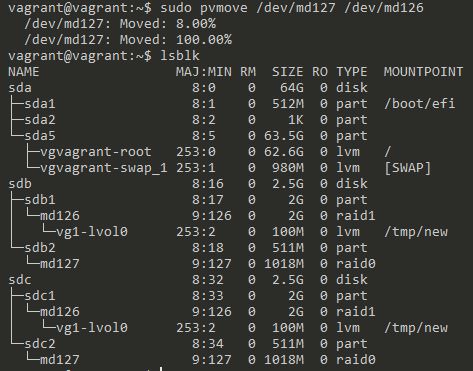 vagrant@vagrant:~$ sudo pvmove /dev/md127 /dev/md126
  /dev/md127: Moved: 8.00%
  /dev/md127: Moved: 100.00%
vagrant@vagrant:~$ lsblk
NAME                 MAJ:MIN RM  SIZE RO TYPE  MOUNTPOINT
sda                    8:0    0   64G  0 disk
├─sda1                 8:1    0  512M  0 part  /boot/efi
├─sda2                 8:2    0    1K  0 part
└─sda5                 8:5    0 63.5G  0 part
  ├─vgvagrant-root   253:0    0 62.6G  0 lvm   /
  └─vgvagrant-swap_1 253:1    0  980M  0 lvm   [SWAP]
sdb                    8:16   0  2.5G  0 disk
├─sdb1                 8:17   0    2G  0 part
│ └─md126              9:126  0    2G  0 raid1
│   └─vg1-lvol0      253:2    0  100M  0 lvm   /tmp/new
└─sdb2                 8:18   0  511M  0 part
  └─md127              9:127  0 1018M  0 raid0
sdc                    8:32   0  2.5G  0 disk
├─sdc1                 8:33   0    2G  0 part
│ └─md126              9:126  0    2G  0 raid1
│   └─vg1-lvol0      253:2    0  100M  0 lvm   /tmp/new
└─sdc2                 8:34   0  511M  0 part
  └─md127              9:127  0 1018M  0 raid0